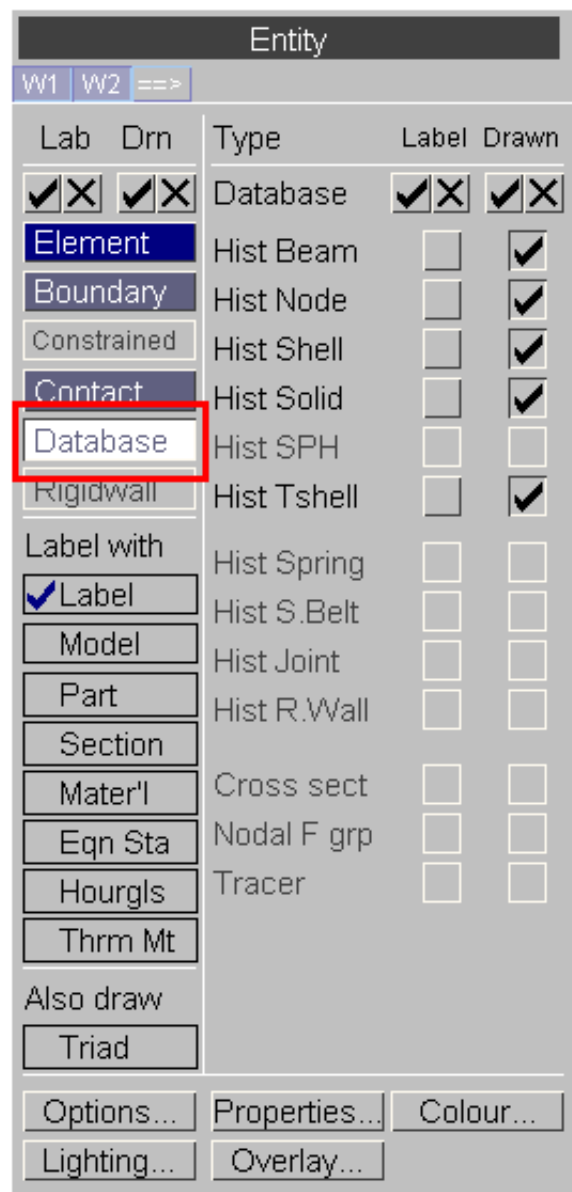 Entity
W1 W2 ==>
Lab Drn
Element
Boundary
Constrained
Contact
Database
Rigidwall
Label with
Label
Model
Part
Section
Mater'l
Eqn Sta
Hourgls
Thrm Mt
Also draw
Triad
Type Label Drawn
Database
Hist Beam
Hist Node
Hist Shell
Hist Solid
Hist SPH
Hist Tshell
Hist Spring
Hist S.Belt
Hist Joint
Hist R.Wall
Cross sect
Nodal F grp
Tracer
Options... Properties... Colour...
Lighting... Overlay...